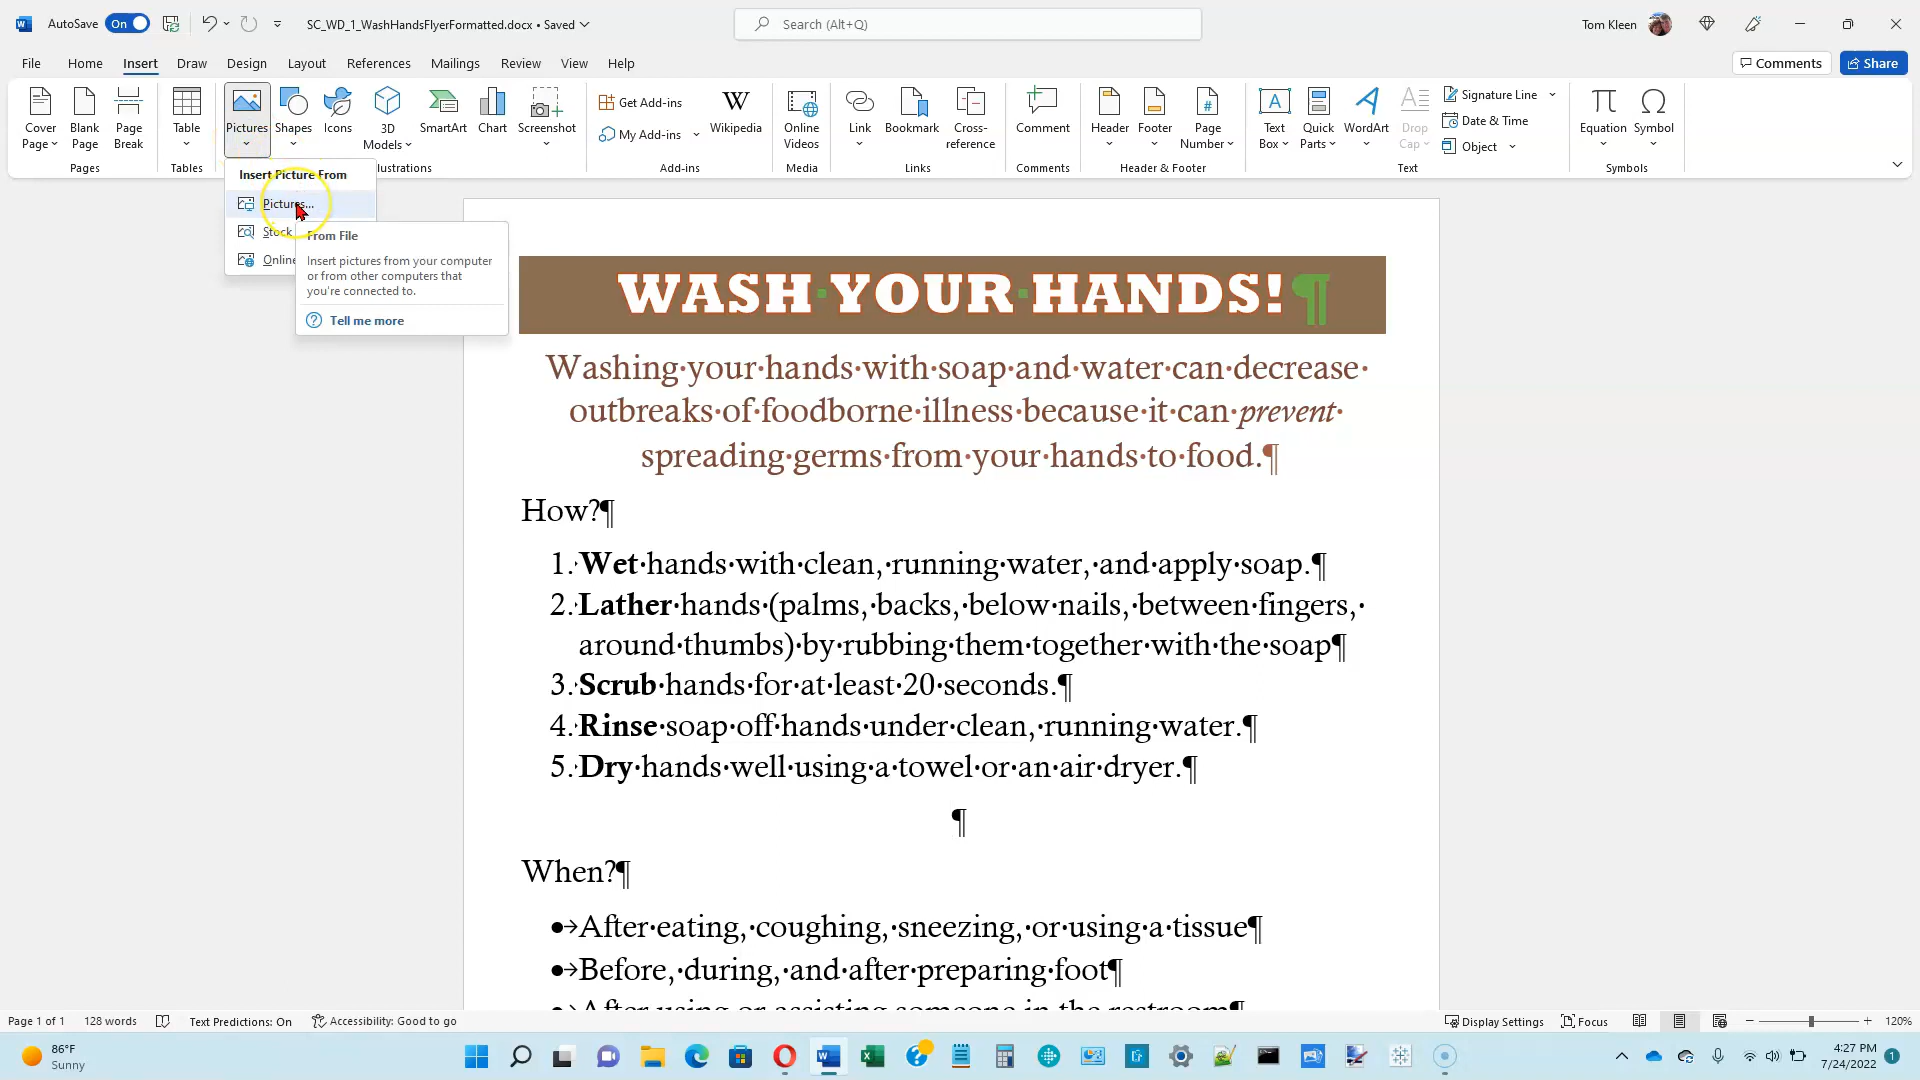 AutoSave On SC_WD_1_WashHandsFlyerFormatted.docx • Saved Search (Alt+Q) Tom Kleen
File Home Insert Draw Design Layout References Mailings Review View Help Comments Share
Cover Page Blank Page Page Break Table Pictures Shapes Icons 3D Models SmartArt Chart Screenshot Get Add-ins My Add-ins Wikipedia Online Videos Link Bookmark Cross-reference Comment Header Footer Page Number Text Box Quick Parts WordArt Drop Cap Signature Line Date & Time Object Equation Symbol
Pages Tables Illustrations Add-ins Media Links Comments Header & Footer Text Symbols
Insert Picture From
Pictures...
Stock
Online
From File
Insert pictures from your computer
or from other computers that
you're connected to.
Tell me more
WASH·YOUR·HANDS!¶
Washing·your·hands·with·soap·and·water·can·decrease·
outbreaks·of·foodborne·illness·because·it·can·prevent·
spreading·germs·from·your·hands·to·food.¶
How?¶
1.Wet·hands·with·clean,·running·water,·and·apply·soap.¶
2.Lather·hands·(palms,·backs,·below·nails,·between·fingers,·
around·thumbs)·by·rubbing·them·together·with·the·soap¶
3.Scrub·hands·for·at·least·20·seconds.¶
4.Rinse·soap·off·hands·under·clean,·running·water.¶
5.Dry·hands·well·using·a·towel·or·an·air·dryer.¶
¶
When?¶
•→After·eating,·coughing,·sneezing,·or·using·a·tissue¶
•→Before,·during,·and·after·preparing·foot¶
•→After·using·or·assisting·someone·in·the·restroom¶
Page 1 of 1 128 words Text Predictions: On Accessibility: Good to go Display Settings Focus 120%
86°F
Sunny
4:27 PM
7/24/2022 1